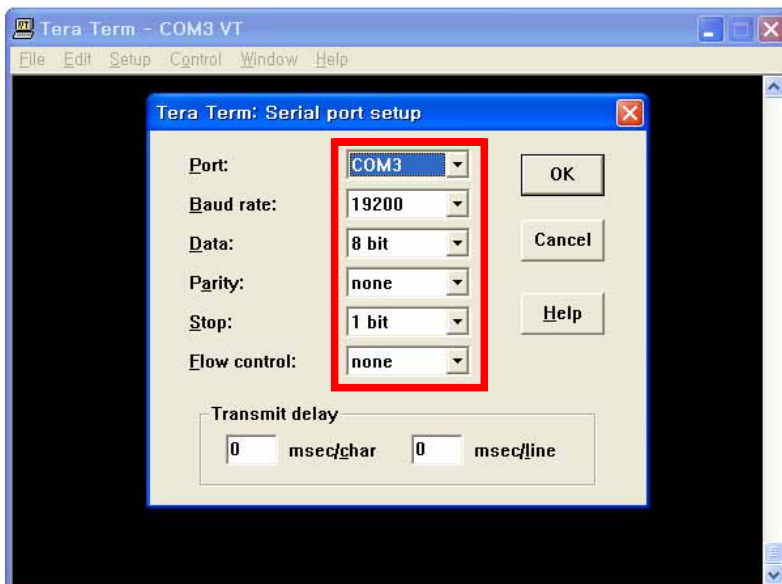 Tera Term - COM3 VT
File Edit Setup Control Window Help
Tera Term: Serial port setup
Port: COM3
OK
Baud rate: 19200
Data: 8 bit
Cancel
Parity: none
Stop: 1 bit
Help
Flow control: none
Transmit delay
0 msec/char 0 msec/line